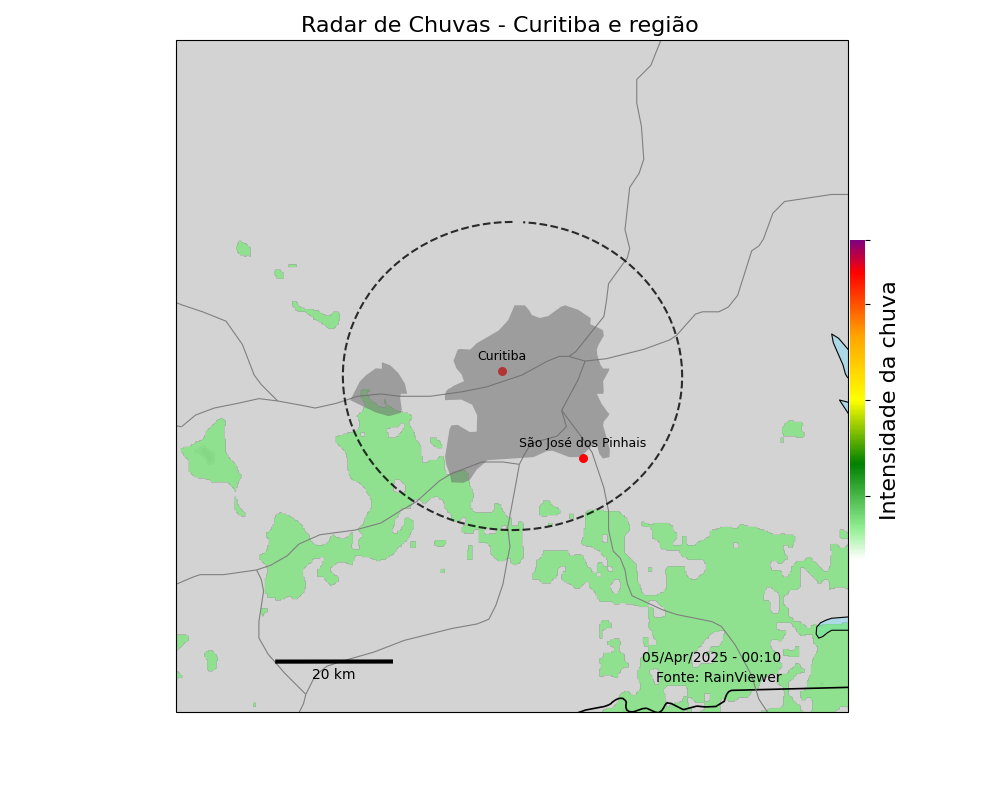 Radar de Chuvas - Curitiba e região
Curitiba
São José dos Pinhais
Intensidade da chuva
05/Apr/2025 - 00:10
Fonte: RainViewer
20 km